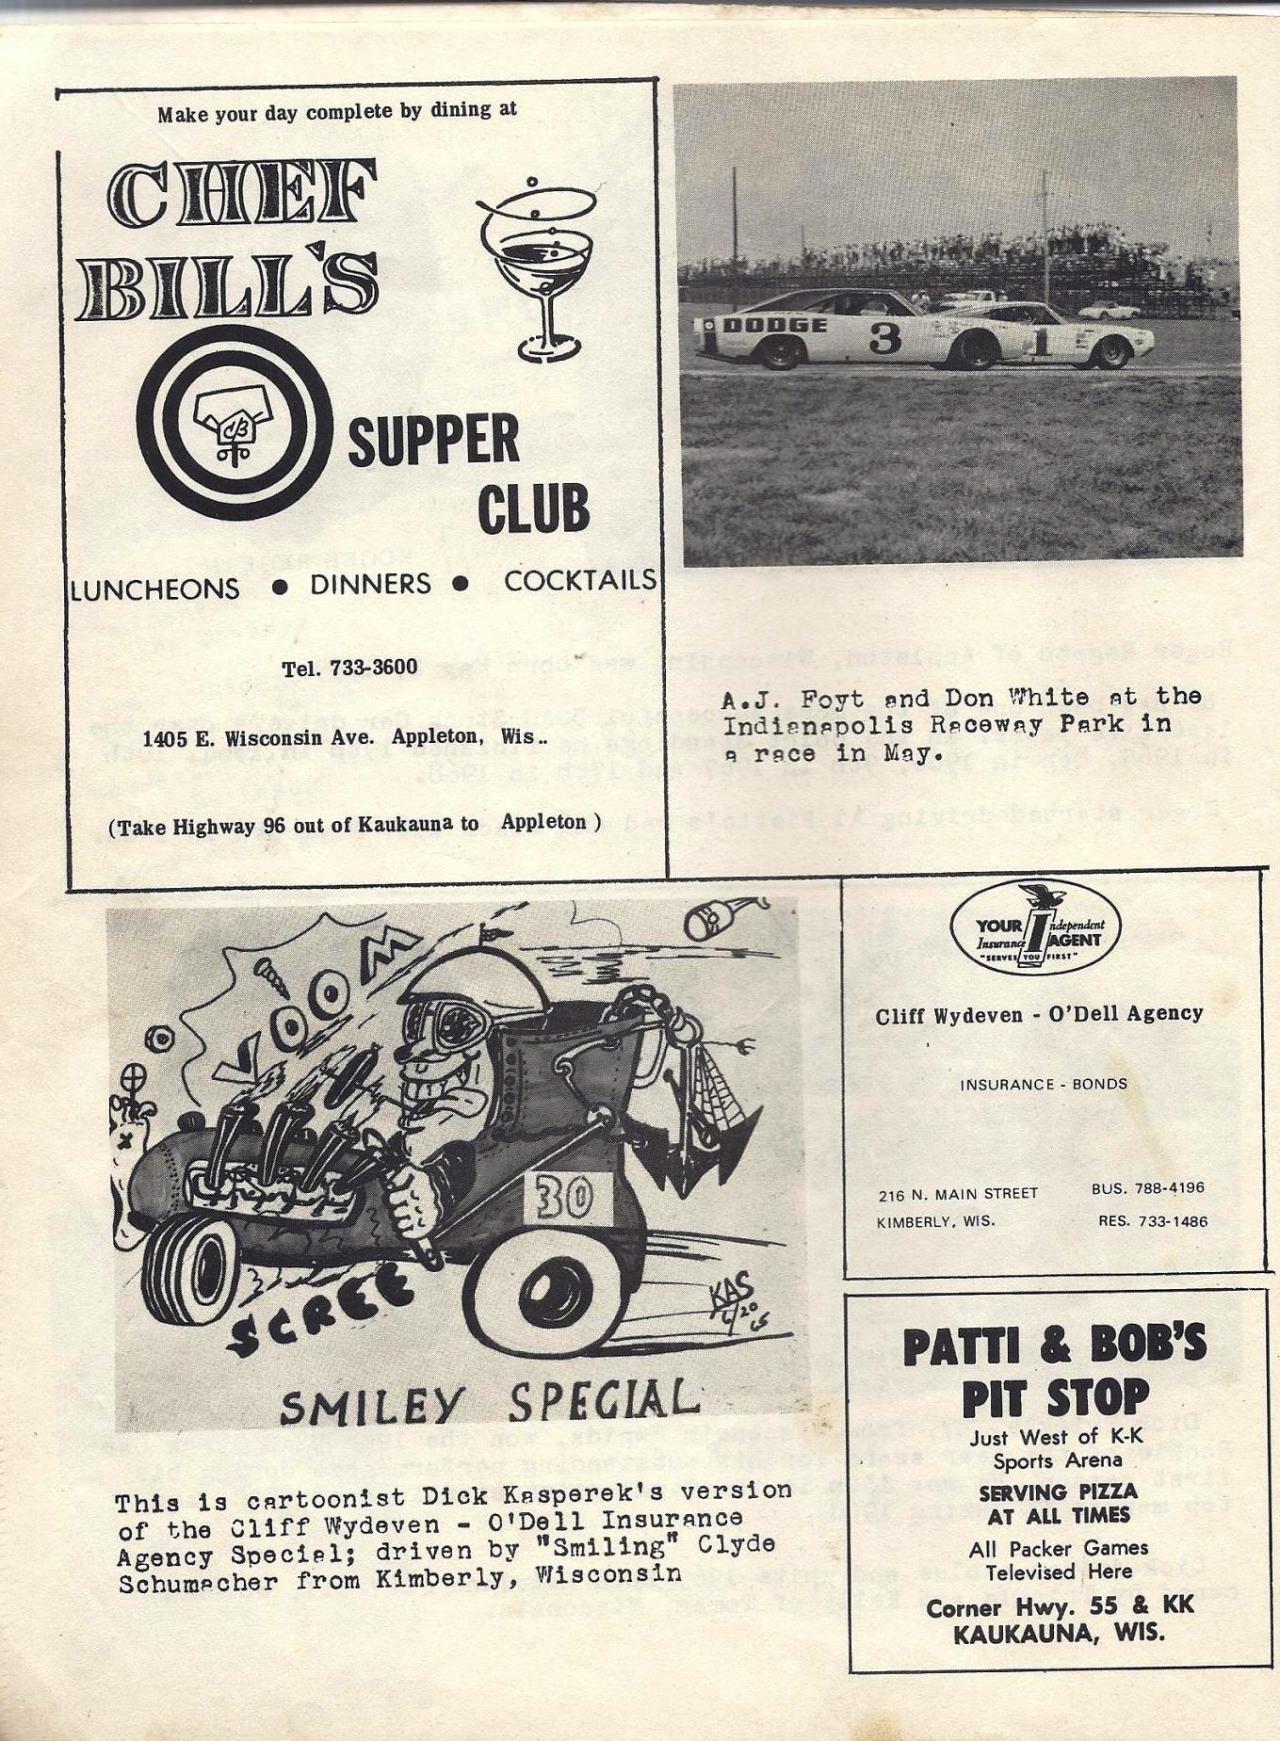 Make your day complete by dining at
CHEF
BILL'S
CB
SUPPER
CLUB
LUNCHEONS ● DINNERS ● COCKTAILS
Tel. 733-3600
1405 E. Wisconsin Ave. Appleton, Wis..
(Take Highway 96 out of Kaukauna to Appleton )
DODGE 3 1
A.J. Foyt and Don White at the
Indianapolis Raceway Park in
a race in May.
VOOM
30
SCREE
KAS
6/20
65
SMILEY SPECIAL
This is cartoonist Dick Kasperek's version
of the Cliff Wydeven - O'Dell Insurance
Agency Special; driven by "Smiling" Clyde
Schumacher from Kimberly, Wisconsin
YOUR Independent
Insurance AGENT
"SERVES YOU FIRST"
Cliff Wydeven - O'Dell Agency
INSURANCE - BONDS
216 N. MAIN STREET BUS. 788-4196
KIMBERLY, WIS. RES. 733-1486
PATTI & BOB'S
PIT STOP
Just West of K-K
Sports Arena
SERVING PIZZA
AT ALL TIMES
All Packer Games
Televised Here
Corner Hwy. 55 & KK
KAUKAUNA, WIS.